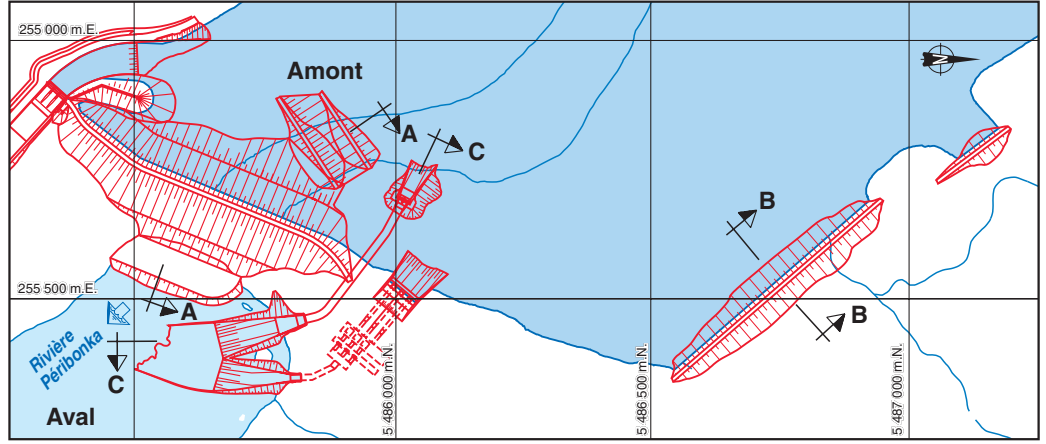 255 000 m.E.
Amont
N
A
C
B
255 500 m.E.
A
B
Rivière
Péribonka
C
Aval
5 486 000 m.N.
5 486 500 m.N.
5 487 000 m.N.